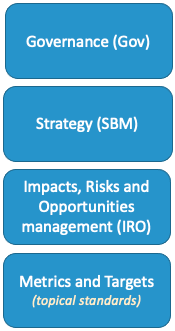 Governance (Gov)
Strategy (SBM)
Impacts, Risks and
Opportunities
management (IRO)
Metrics and Targets
(topical standards)